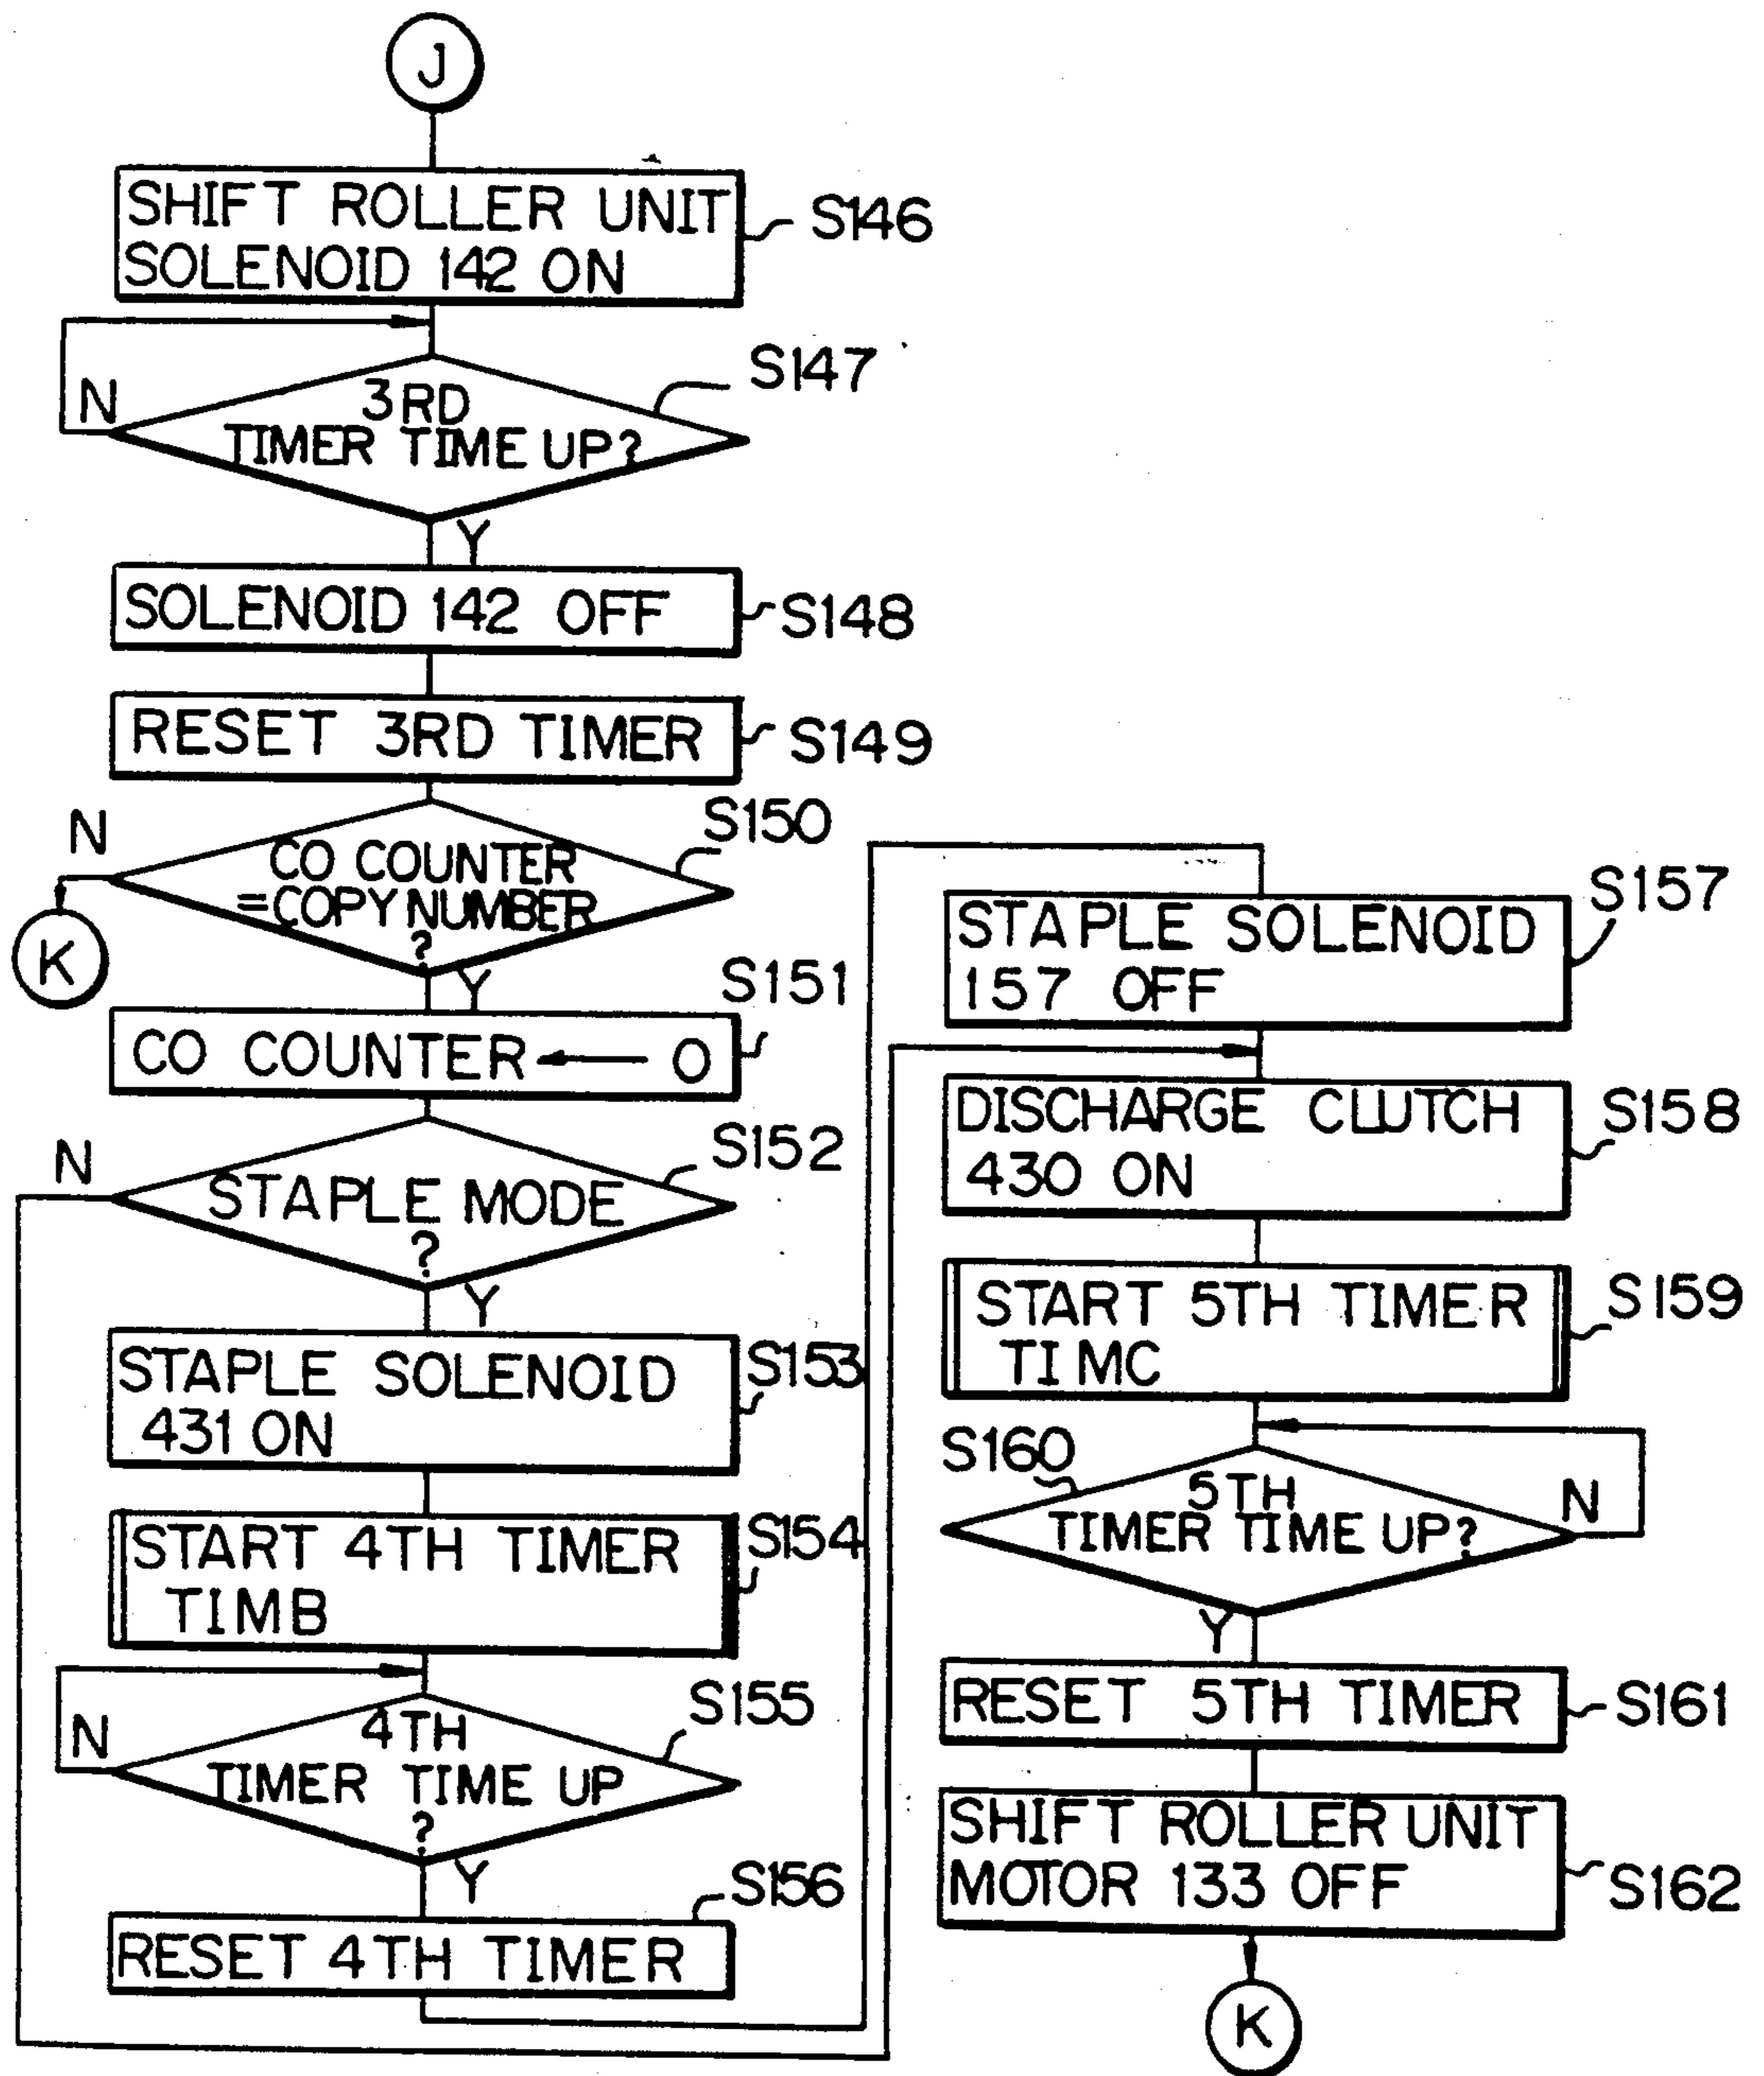 J
SHIFT ROLLER UNIT
SOLENOID 142 ON
S146
S147
N
3RD
TIMER TIME UP?
Y
SOLENOID 142 OFF
S148
RESET 3RD TIMER
S149
N
S150
CO COUNTER
=COPY NUMBER
?
K
Y
S151
CO COUNTER ← 0
N
S152
STAPLE MODE
?
Y
STAPLE SOLENOID
431 ON
S153
START 4TH TIMER
TIMB
S154
N
S155
4TH
TIMER TIME UP
?
Y
S156
RESET 4TH TIMER
S157
STAPLE SOLENOID
157 OFF
DISCHARGE CLUTCH
430 ON
S158
START 5TH TIMER
TIMC
S159
S160
5TH
TIMER TIME UP?
N
Y
RESET 5TH TIMER
S161
SHIFT ROLLER UNIT
MOTOR 133 OFF
S162
K